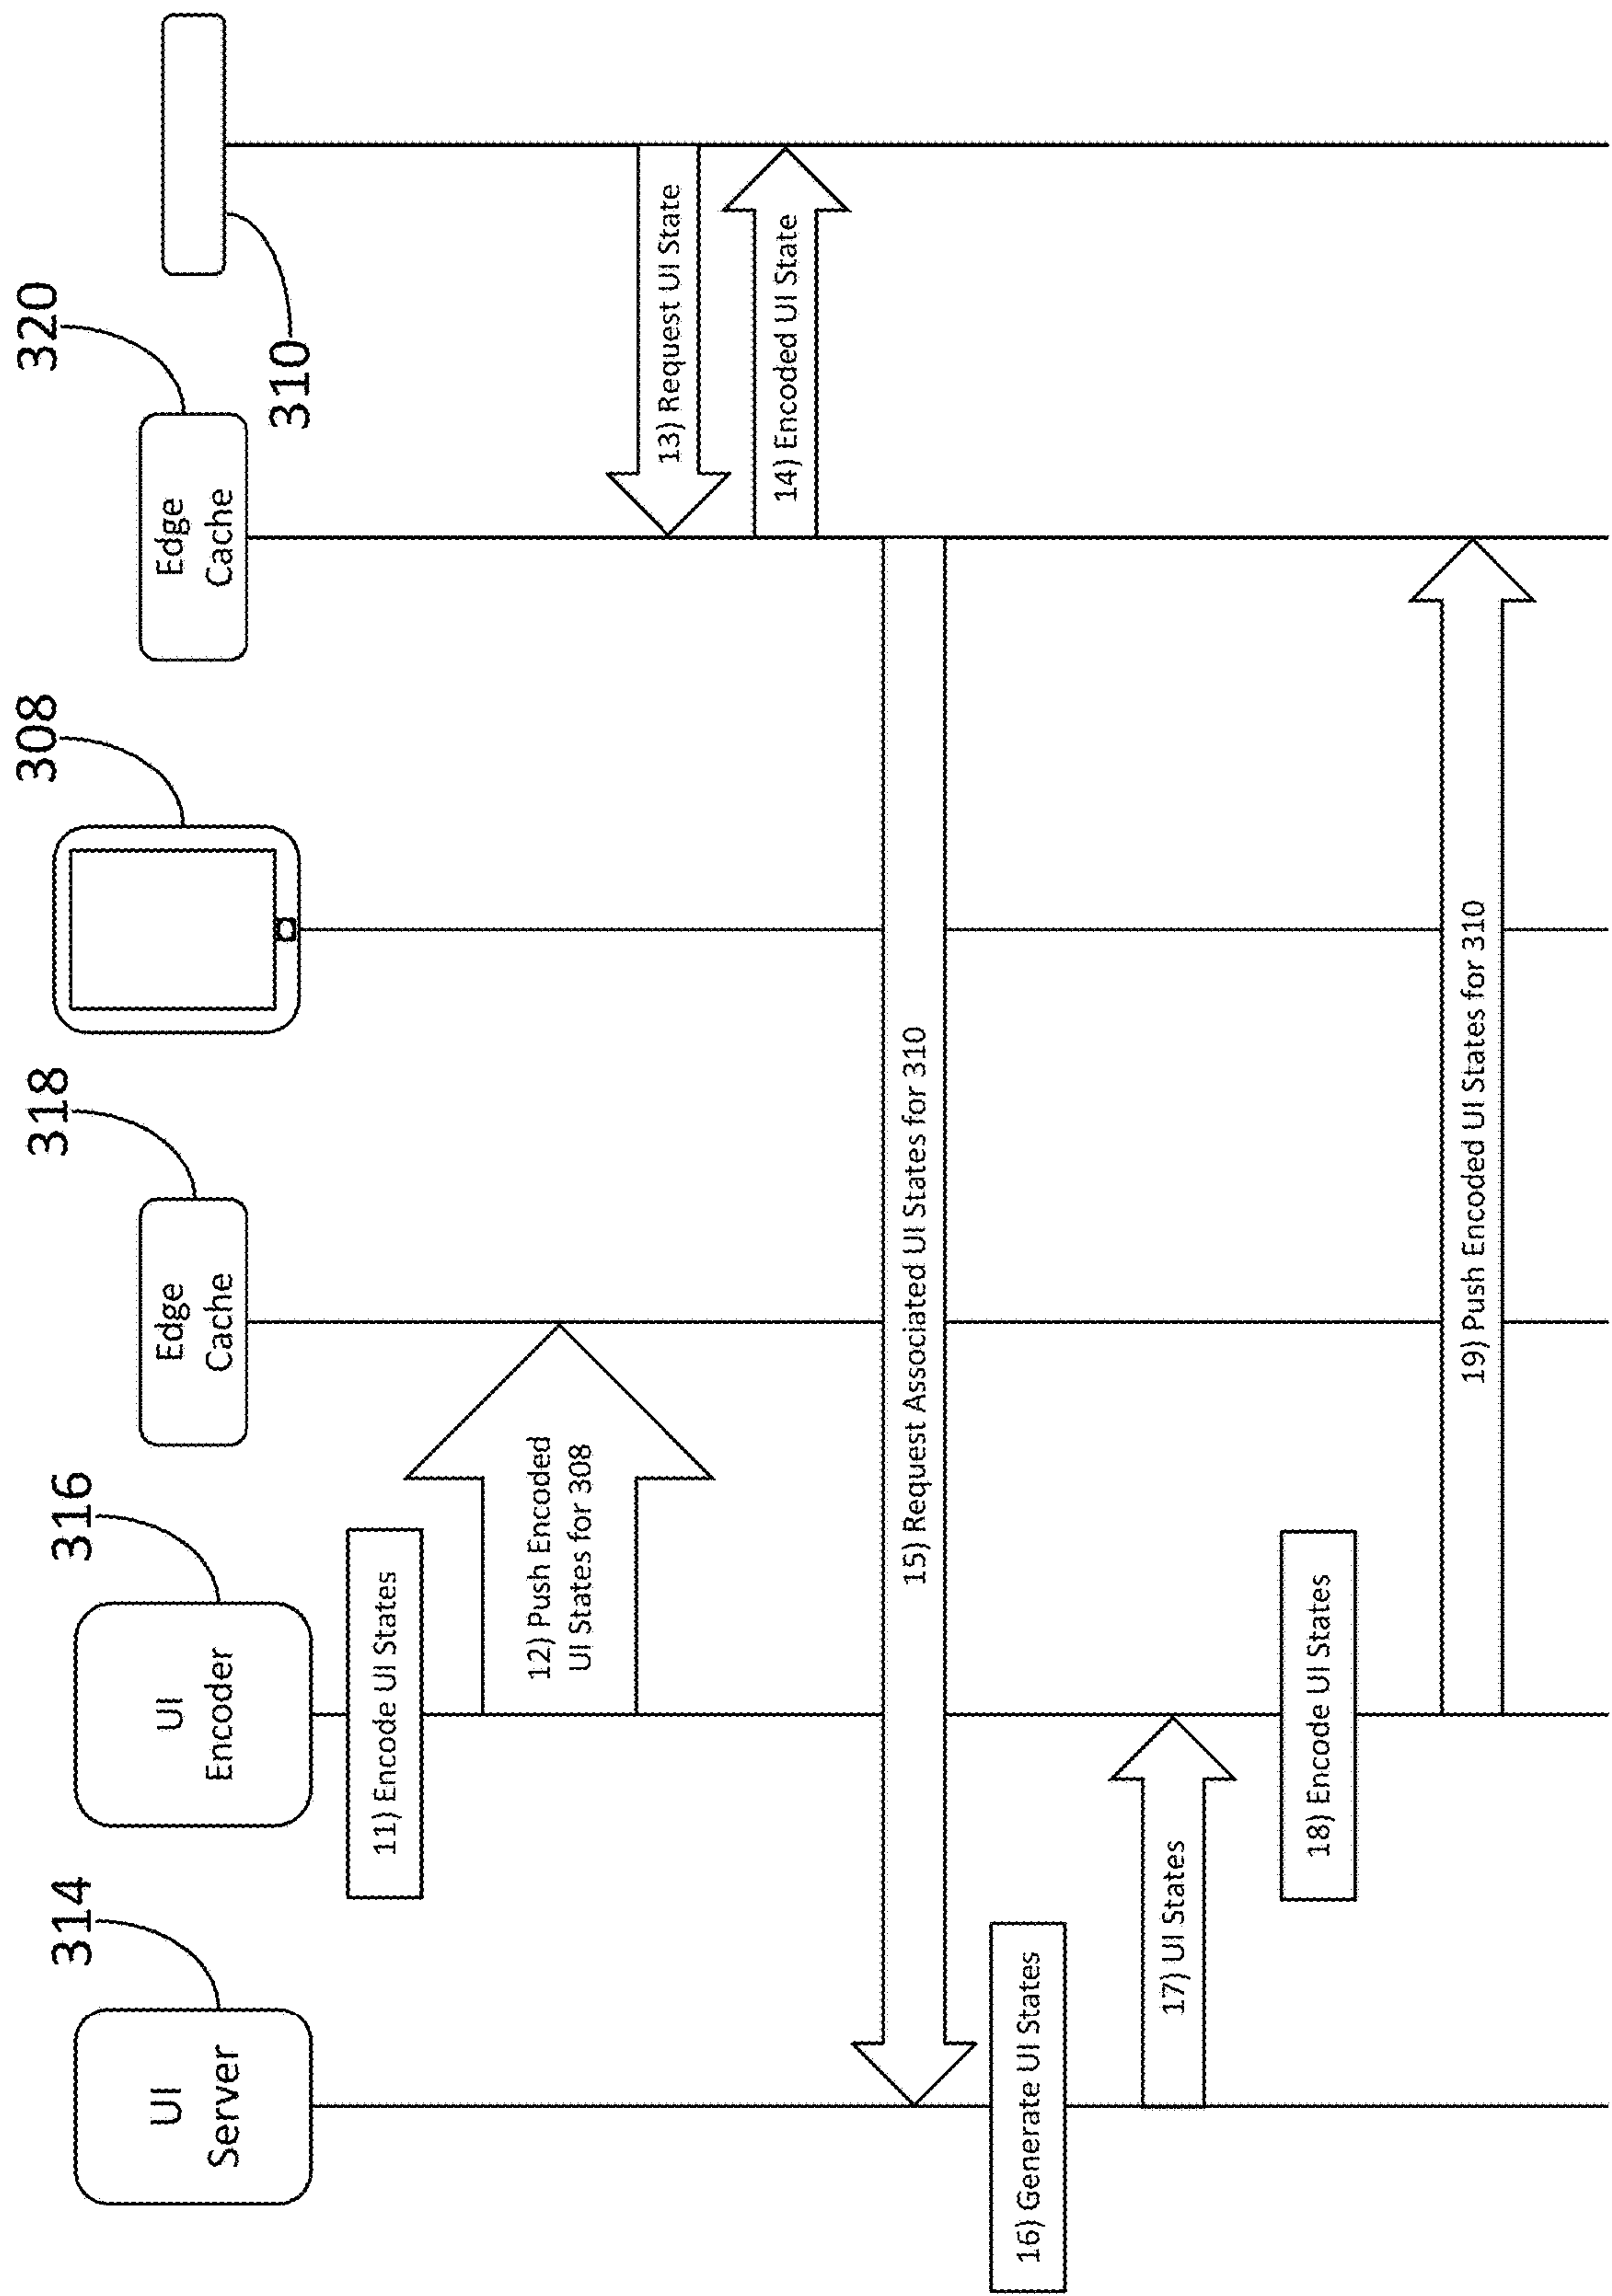 314
UI
Server
316
UI
Encoder
318
Edge
Cache
308
320
Edge
Cache
310
11) Encode UI States
12) Push Encoded
UI States for 308
13) Request UI State
14) Encoded UI State
15) Request Associated UI States for 310
16) Generate UI States
17) UI States
18) Encode UI States
19) Push Encoded UI States for 310